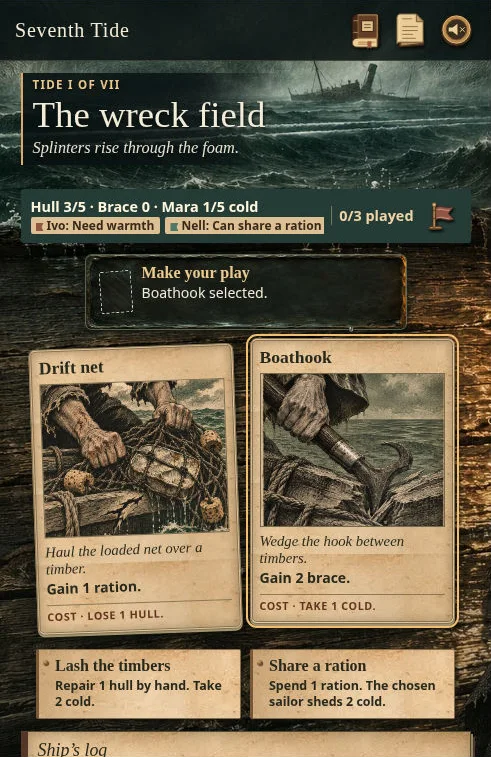 Seventh Tide
TIDE I OF VII
The wreck field
Splinters rise through the foam.
Hull 3/5 · Brace 0 · Mara 1/5 cold
Ivo: Need warmth
Nell: Can share a ration
0/3 played
Make your play
Boathook selected.
Drift net
Haul the loaded net over a
timber.
Gain 1 ration.
COST · LOSE 1 HULL.
Boathook
Wedge the hook between
timbers.
Gain 2 brace.
COST · TAKE 1 COLD.
Lash the timbers
Repair 1 hull by hand. Take
2 cold.
Share a ration
Spend 1 ration. The chosen
sailor sheds 2 cold.
Ship's log